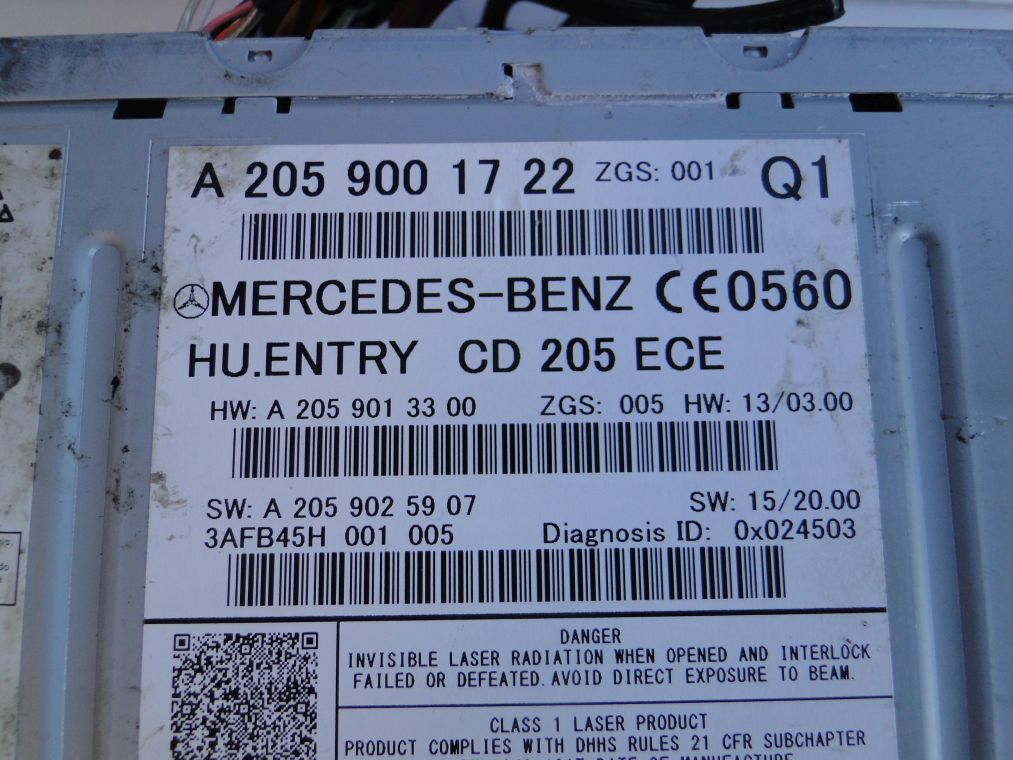 A 205 900 17 22 ZGS: 001 Q1
MERCEDES-BENZ CE0560
HU.ENTRY CD 205 ECE
HW: A 205 901 33 00 ZGS: 005 HW: 13/03.00
SW: A 205 902 59 07 SW: 15/20.00
3AFB45H 001 005 Diagnosis ID: 0x024503
DANGER
INVISIBLE LASER RADIATION WHEN OPENED AND INTERLOCK
FAILED OR DEFEATED. AVOID DIRECT EXPOSURE TO BEAM.
CLASS 1 LASER PRODUCT
PRODUCT COMPLIES WITH DHHS RULES 21 CFR SUBCHAPTER
DATE OF MANUFACTURE